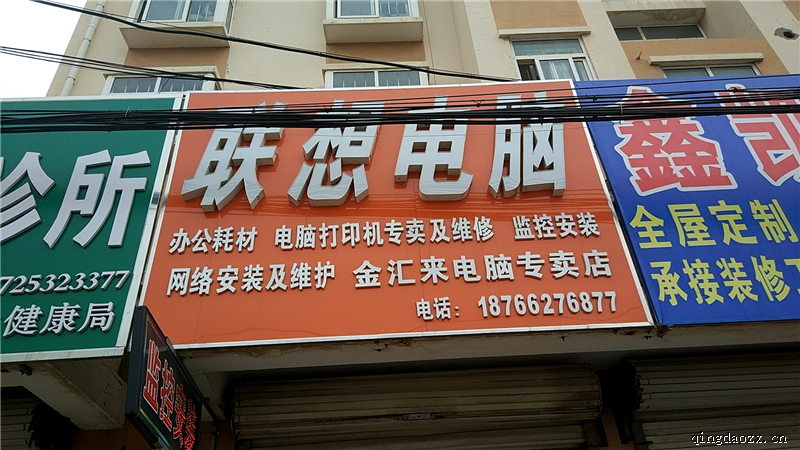 联想电脑
办公耗材 电脑打印机专卖及维修 监控安装
网络安装及维护 金汇来电脑专卖店
电话：18766276877
诊所
725323377
健康局
监控安装
鑫凯
全屋定制
承接装修
qingdaozx.cn